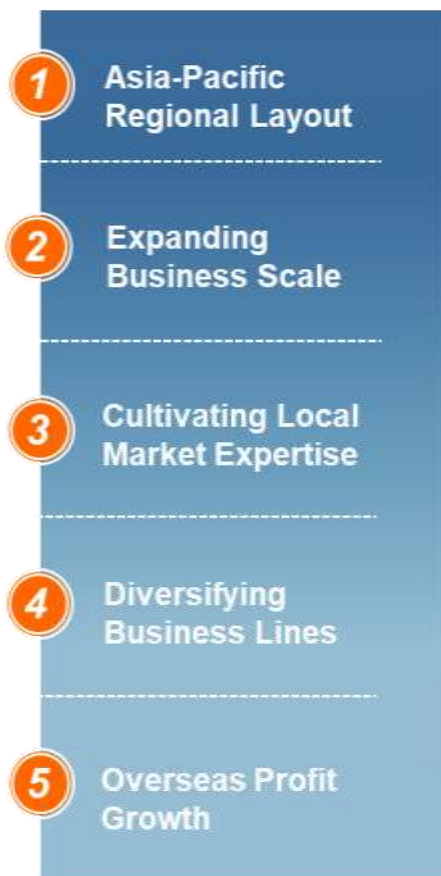 1
Asia-Pacific
Regional Layout
2
Expanding
Business Scale
3
Cultivating Local
Market Expertise
4
Diversifying
Business Lines
5
Overseas Profit
Growth